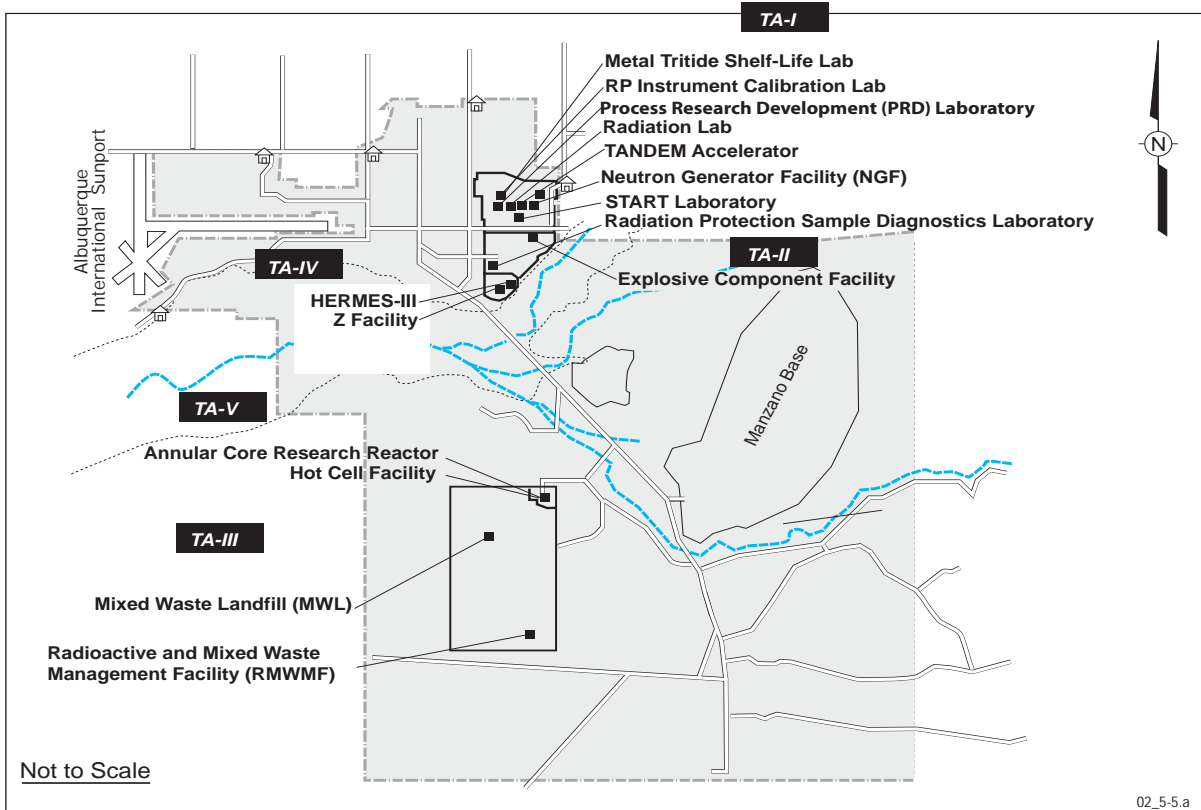 TA-I
Metal Tritide Shelf-Life Lab
RP Instrument Calibration Lab
Process Research Development (PRD) Laboratory
Radiation Lab
TANDEM Accelerator
Neutron Generator Facility (NGF)
START Laboratory
Radiation Protection Sample Diagnostics Laboratory
N
Albuquerque
International Sunport
TA-IV
TA-II
Explosive Component Facility
HERMES-III
Z Facility
Manzano Base
TA-V
Annular Core Research Reactor
Hot Cell Facility
TA-III
Mixed Waste Landfill (MWL)
Radioactive and Mixed Waste
Management Facility (RMWMF)
Not to Scale
02_5-5.a